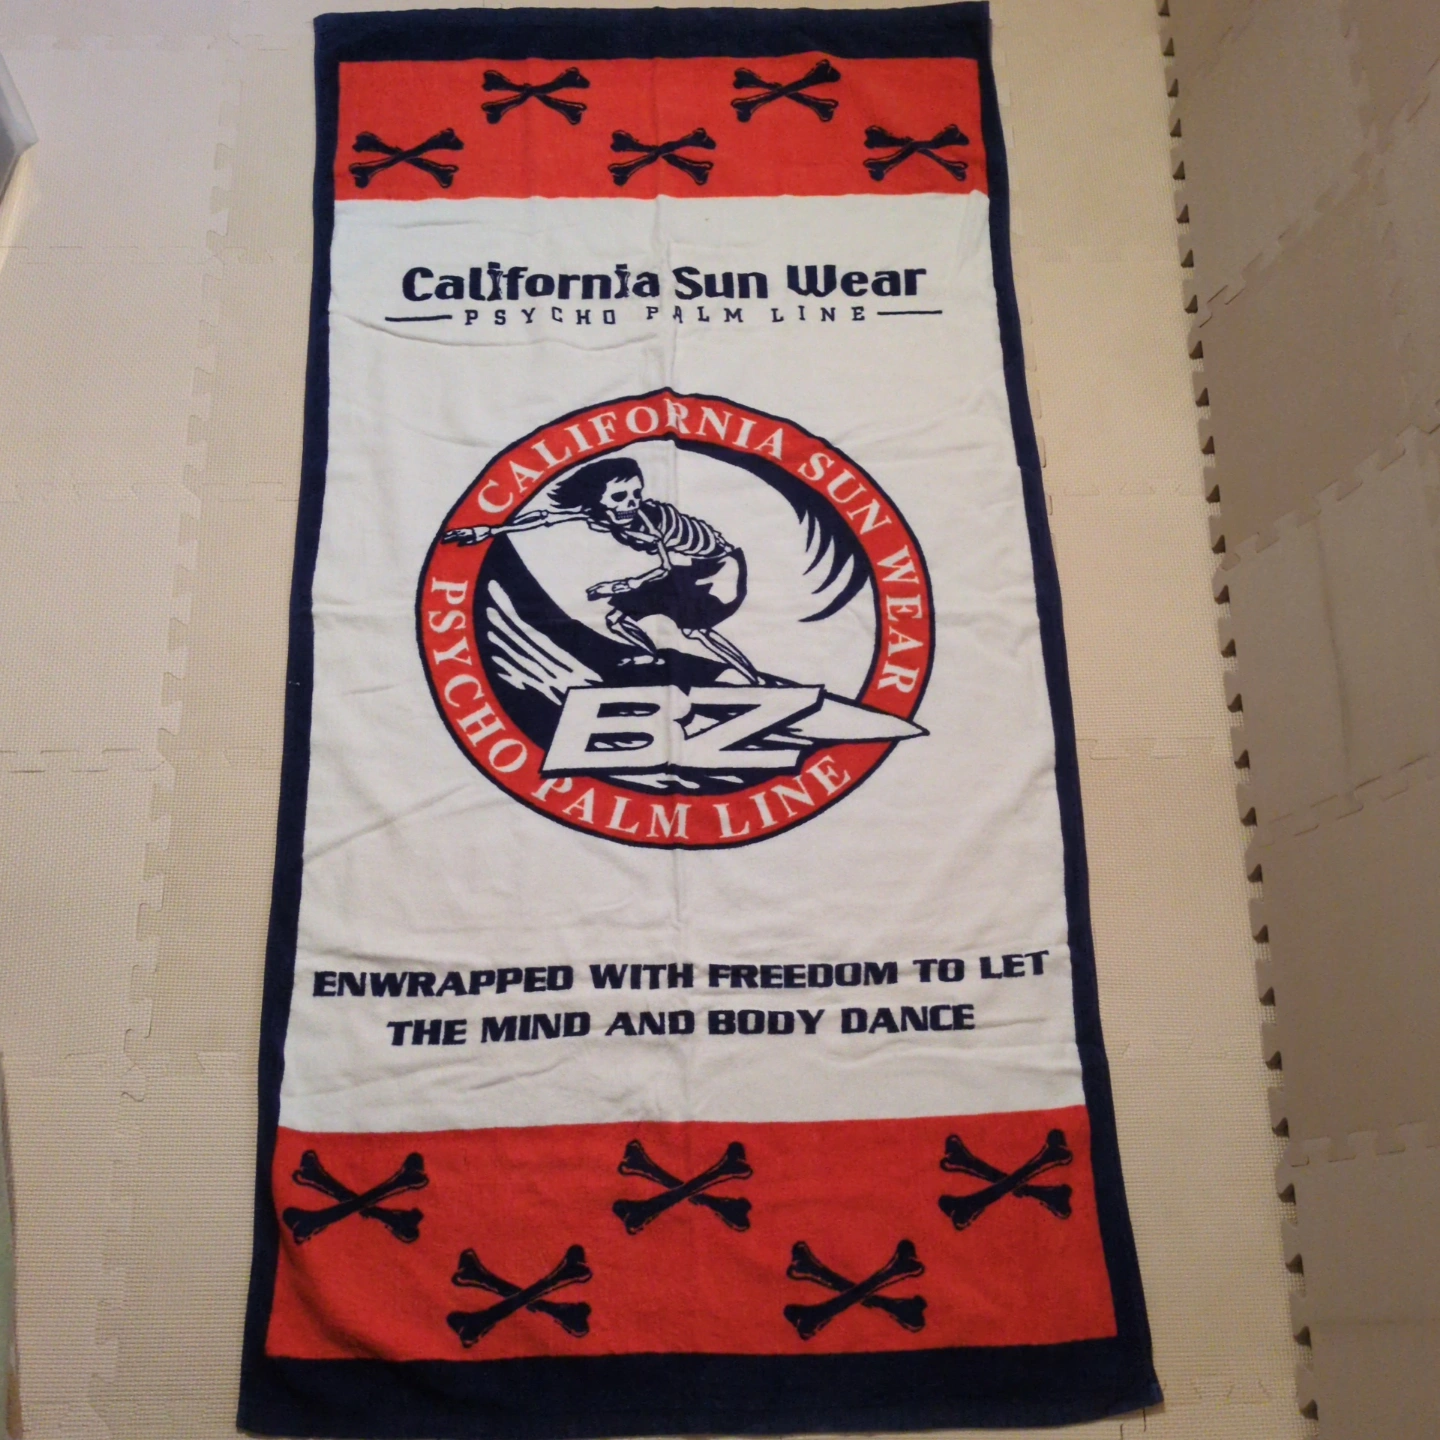 California Sun Wear
PSYCHO PALM LINE
CALIFORNIA SUN WEAR
PSYCHO PALM LINE
BZ
ENWRAPPED WITH FREEDOM TO LET
THE MIND AND BODY DANCE